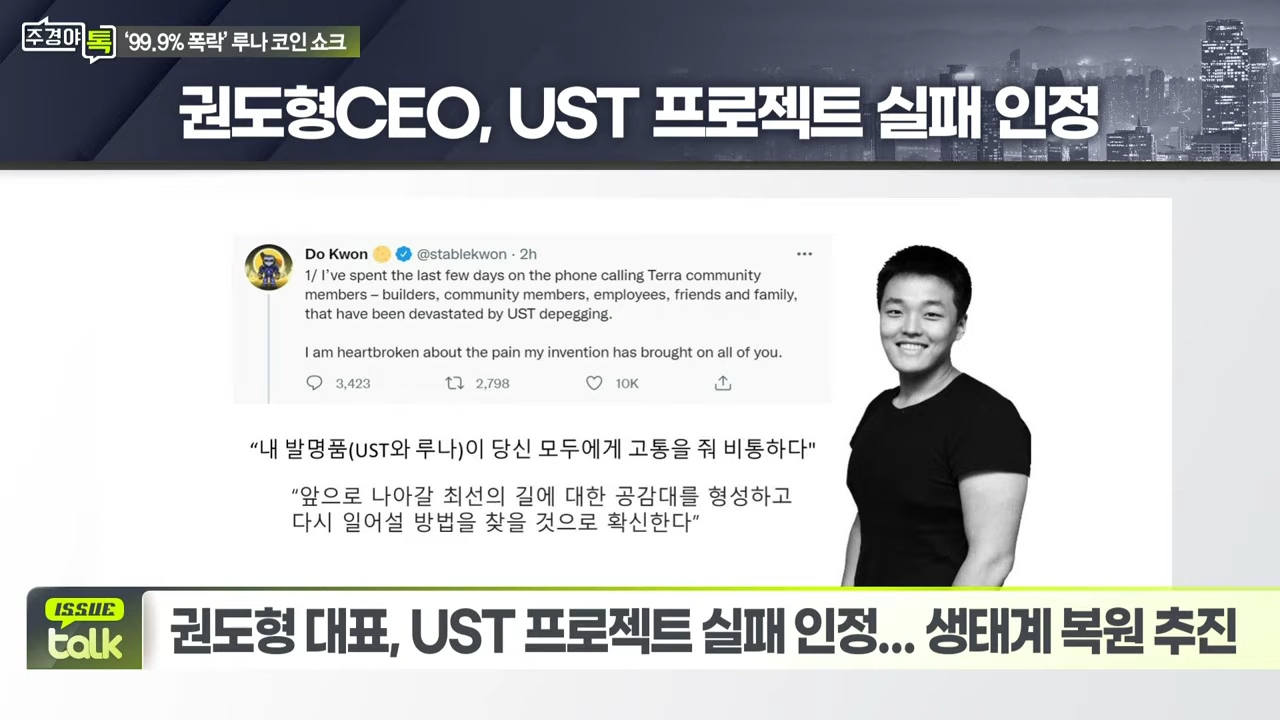 주경야톡
‘99.9% 폭락’ 루나 코인 쇼크
권도형CEO, UST 프로젝트 실패 인정
Do Kwon @stablekwon · 2h
1/ I’ve spent the last few days on the phone calling Terra community
members – builders, community members, employees, friends and family,
that have been devastated by UST depegging.
I am heartbroken about the pain my invention has brought on all of you.
3,423 2,798 10K
“내 발명품(UST와 루나)이 당신 모두에게 고통을 줘 비통하다"
“앞으로 나아갈 최선의 길에 대한 공감대를 형성하고
다시 일어설 방법을 찾을 것으로 확신한다”
ISSUE
talk
권도형 대표, UST 프로젝트 실패 인정... 생태계 복원 추진